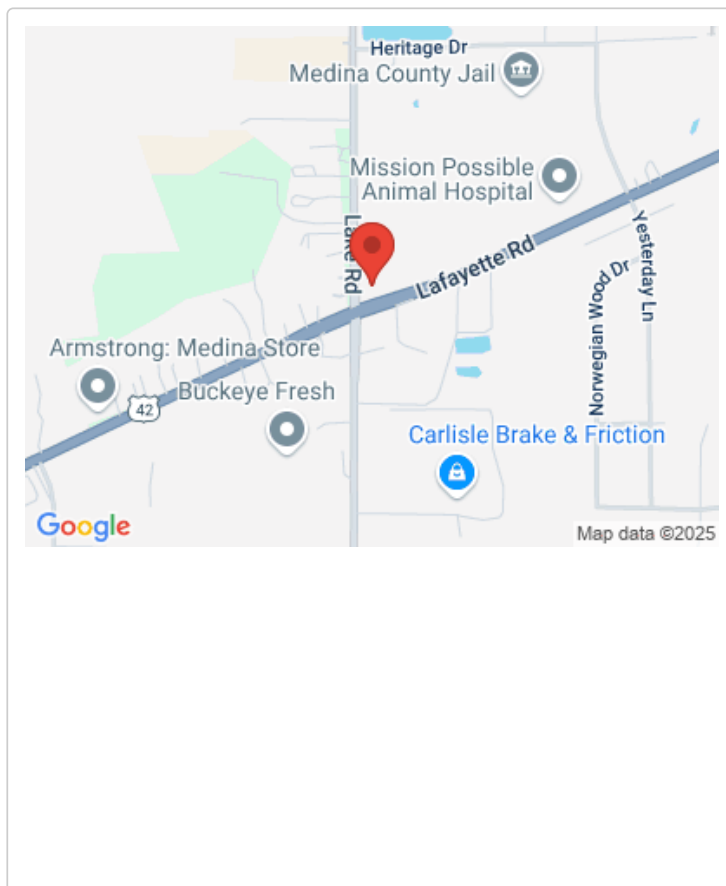 Heritage Dr
Medina County Jail
Mission Possible
Animal Hospital
Lake Rd
Lafayette Rd
Yesterday Ln
Norwegian Wood Dr
Armstrong: Medina Store
42
Buckeye Fresh
Carlisle Brake & Friction
Google
Map data ©2025